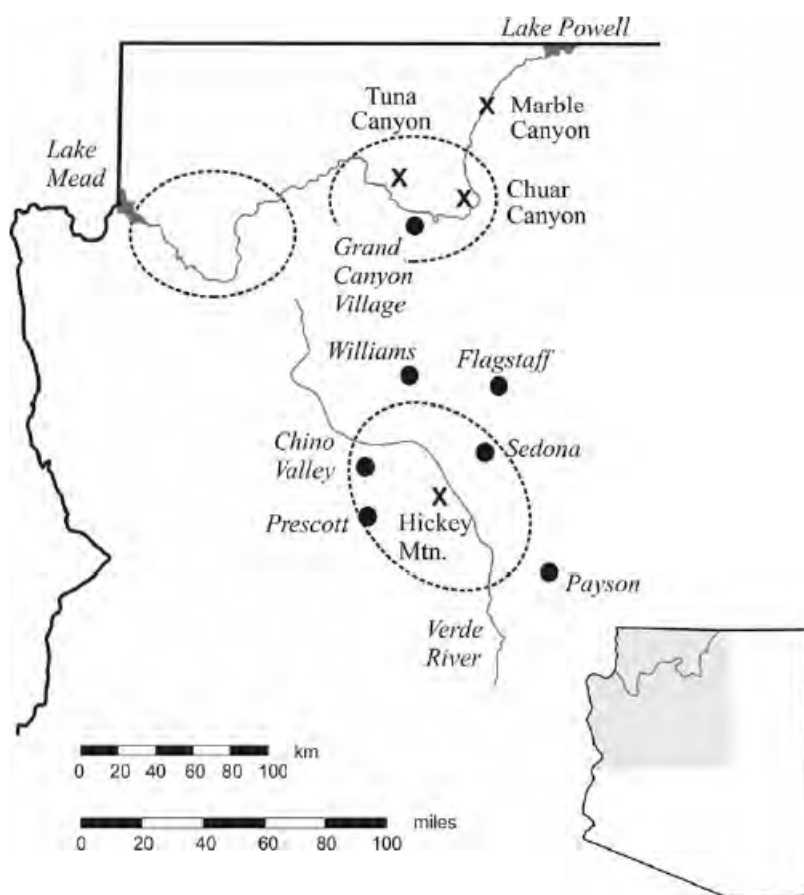 Lake Powell
Tuna
Canyon
Marble
Canyon
Lake
Mead
Chuar
Canyon
Grand
Canyon
Village
Williams
Flagstaff
Chino
Valley
Sedona
Prescott
Hickey
Mtn.
Payson
Verde
River
km
0 20 40 60 80 100
miles
0 20 40 60 80 100